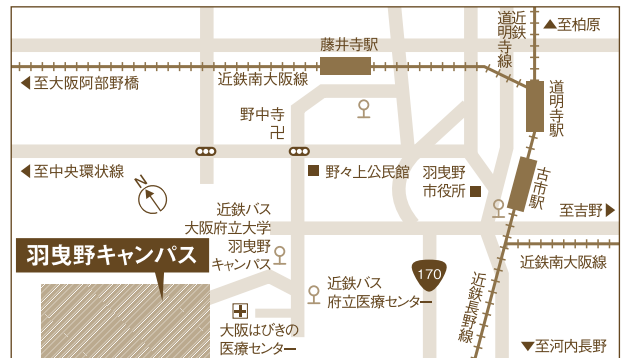 近鉄
道明寺線
至柏原
藤井寺駅
至大阪阿部野橋
近鉄南大阪線
道明寺駅
野中寺
卍
至中央環状線
野々上公民館
羽曳野
市役所
古市駅
N
近鉄バス
大阪府立大学
羽曳野
キャンパス
至吉野
羽曳野キャンパス
近鉄南大阪線
170
近鉄バス
府立医療センター
近鉄長野線
大阪はびきの
医療センター
至河内長野